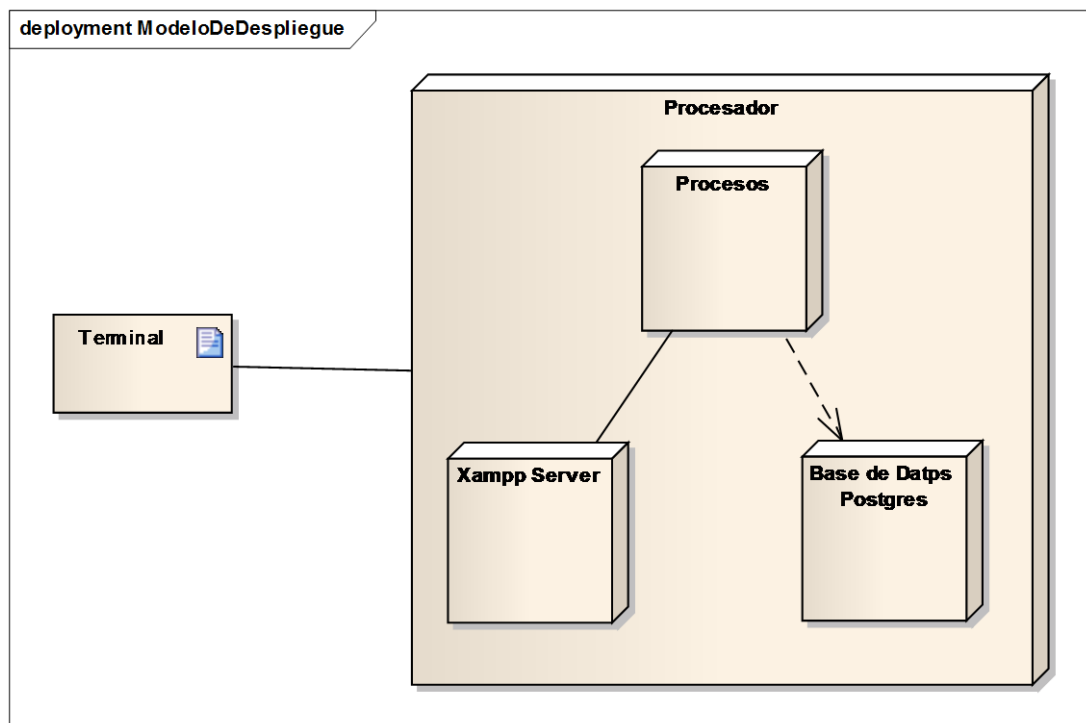 deployment ModeloDeDespliegue
Procesador
Procesos
Terminal
Xampp Server
Base de Datps
Postgres